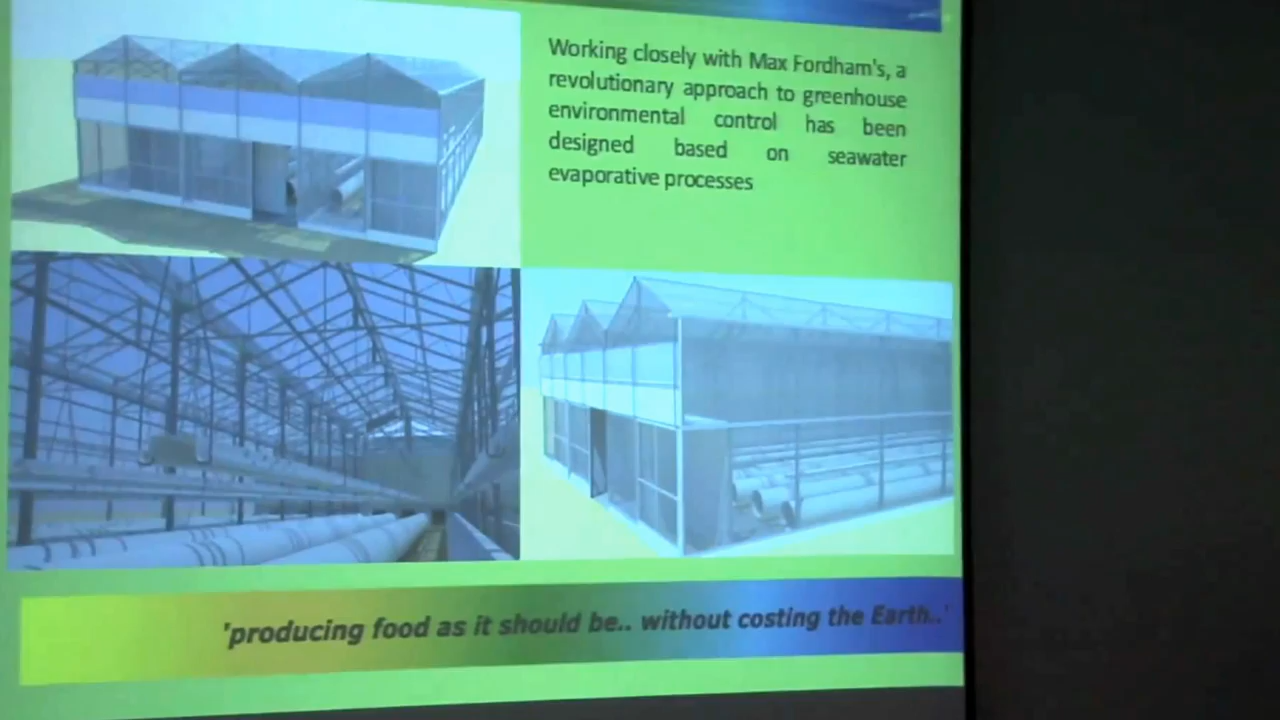 Working closely with Max Fordham's, a
revolutionary approach to greenhouse
environmental control has been
designed based on seawater
evaporative processes
'producing food as it should be.. without costing the Earth..'